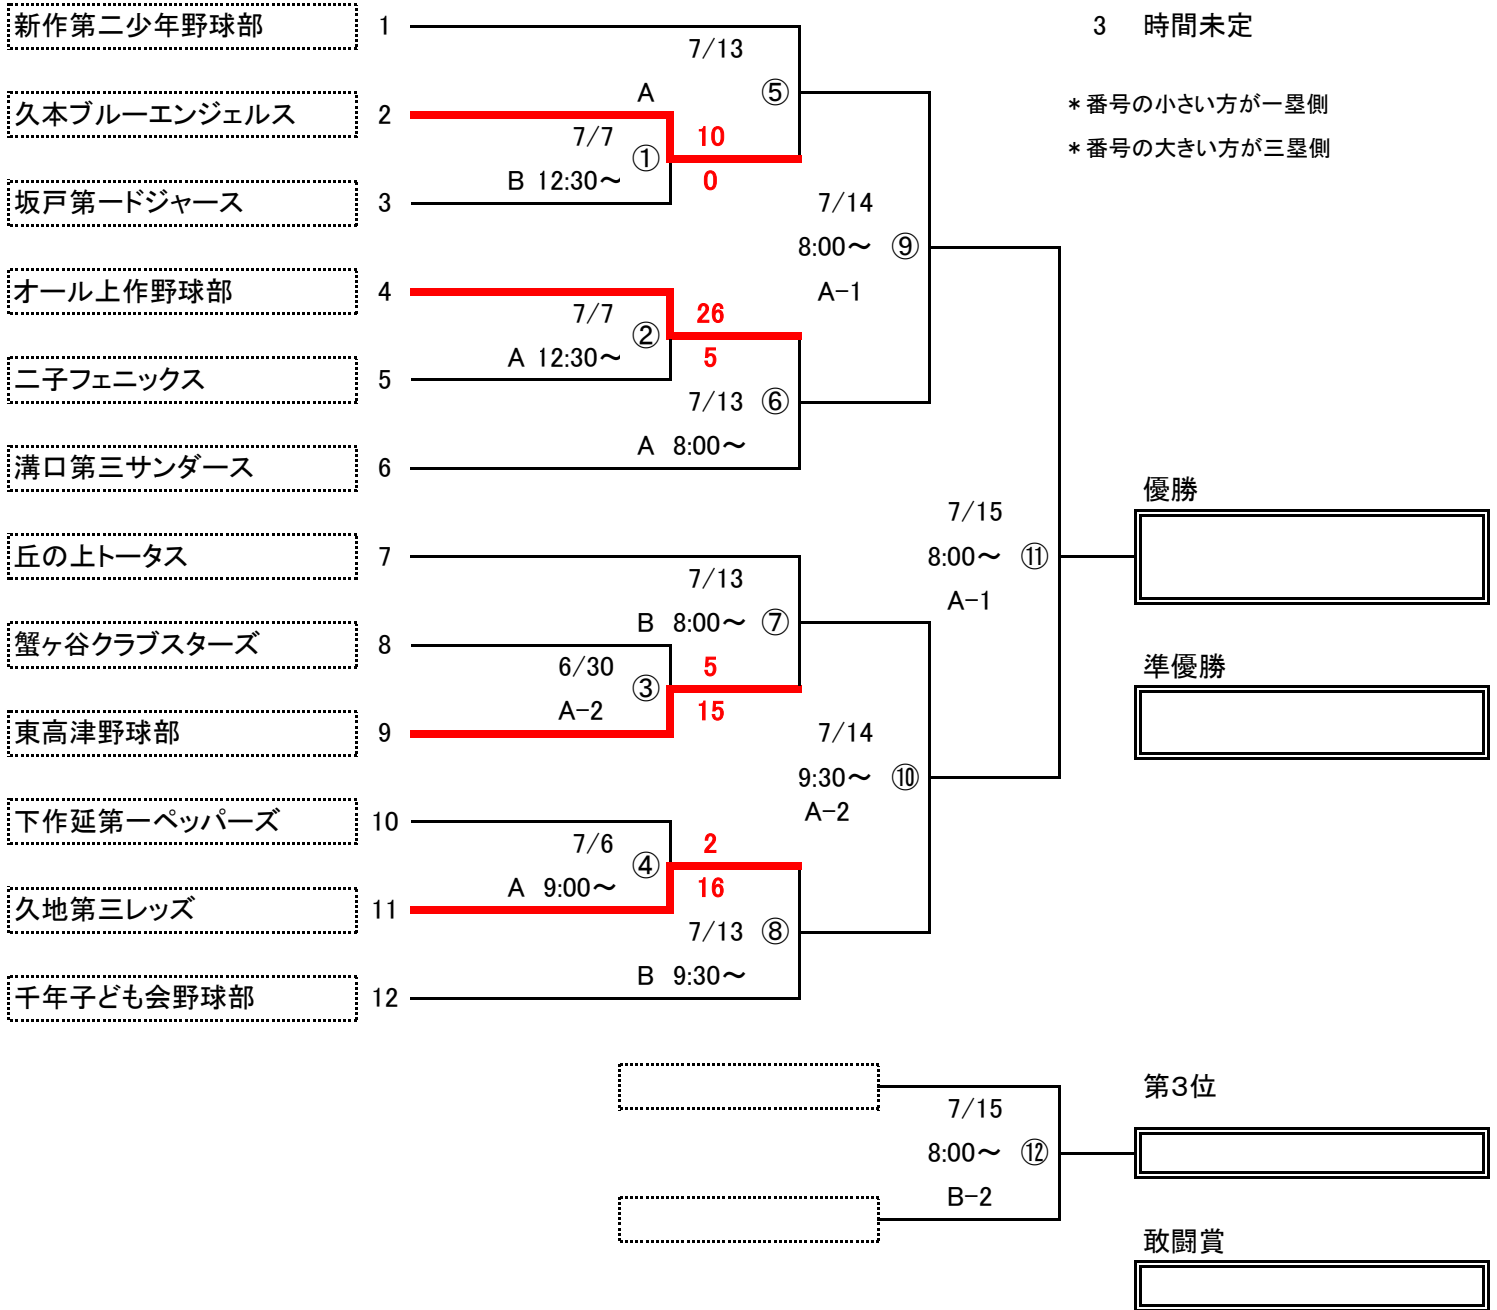 新作第二少年野球部 1
3 時間未定
7/13
A ⑤
久本ブルーエンジェルス 2
＊番号の小さい方が一塁側
7/7 10
①
＊番号の大きい方が三塁側
B 12:30～ 0
坂戸第一ドジャース 3
7/14
8:00～ ⑨
A-1
オール上作野球部 4
7/7 26
②
A 12:30～ 5
二子フェニックス 5
7/13 ⑥
A 8:00～
溝口第三サンダース 6
優勝
7/15
8:00～ ⑪
A-1
丘の上トータス 7
7/13
B 8:00～ ⑦
蟹ヶ谷クラブスターズ 8
6/30 5
③
準優勝
A-2 15
東高津野球部 9
7/14
9:30～ ⑩
A-2
下作延第一ペッパーズ 10
7/6 2
④
A 9:00～ 16
久地第三レッズ 11
7/13 ⑧
B 9:30～
千年子ども会野球部 12
第3位
7/15
8:00～ ⑫
B-2
敢闘賞